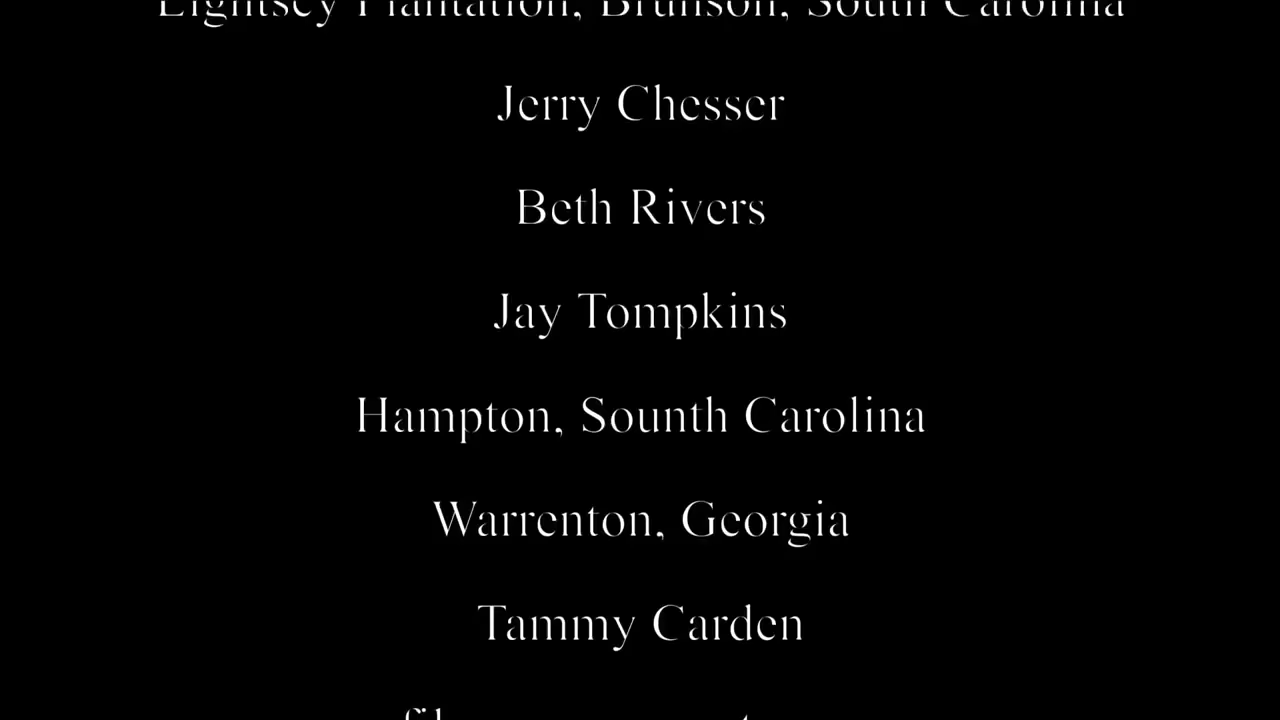 Lightsey Plantation, Brunson, South Carolina
Jerry Chesser
Beth Rivers
Jay Tompkins
Hampton, Sounth Carolina
Warrenton, Georgia
Tammy Carden